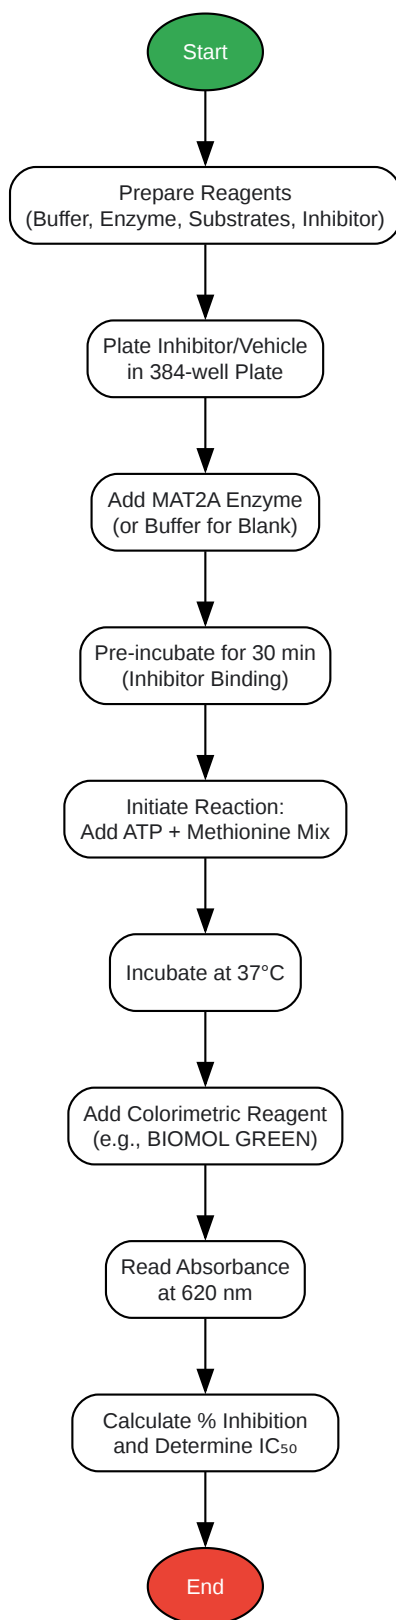 Start
Prepare Reagents
(Buffer, Enzyme, Substrates, Inhibitor)
Plate Inhibitor/Vehicle
in 384-well Plate
Add MAT2A Enzyme
(or Buffer for Blank)
Pre-incubate for 30 min
(Inhibitor Binding)
Initiate Reaction:
Add ATP + Methionine Mix
Incubate at 37°C
Add Colorimetric Reagent
(e.g., BIOMOL GREEN)
Read Absorbance
at 620 nm
Calculate % Inhibition
and Determine IC₅₀
End